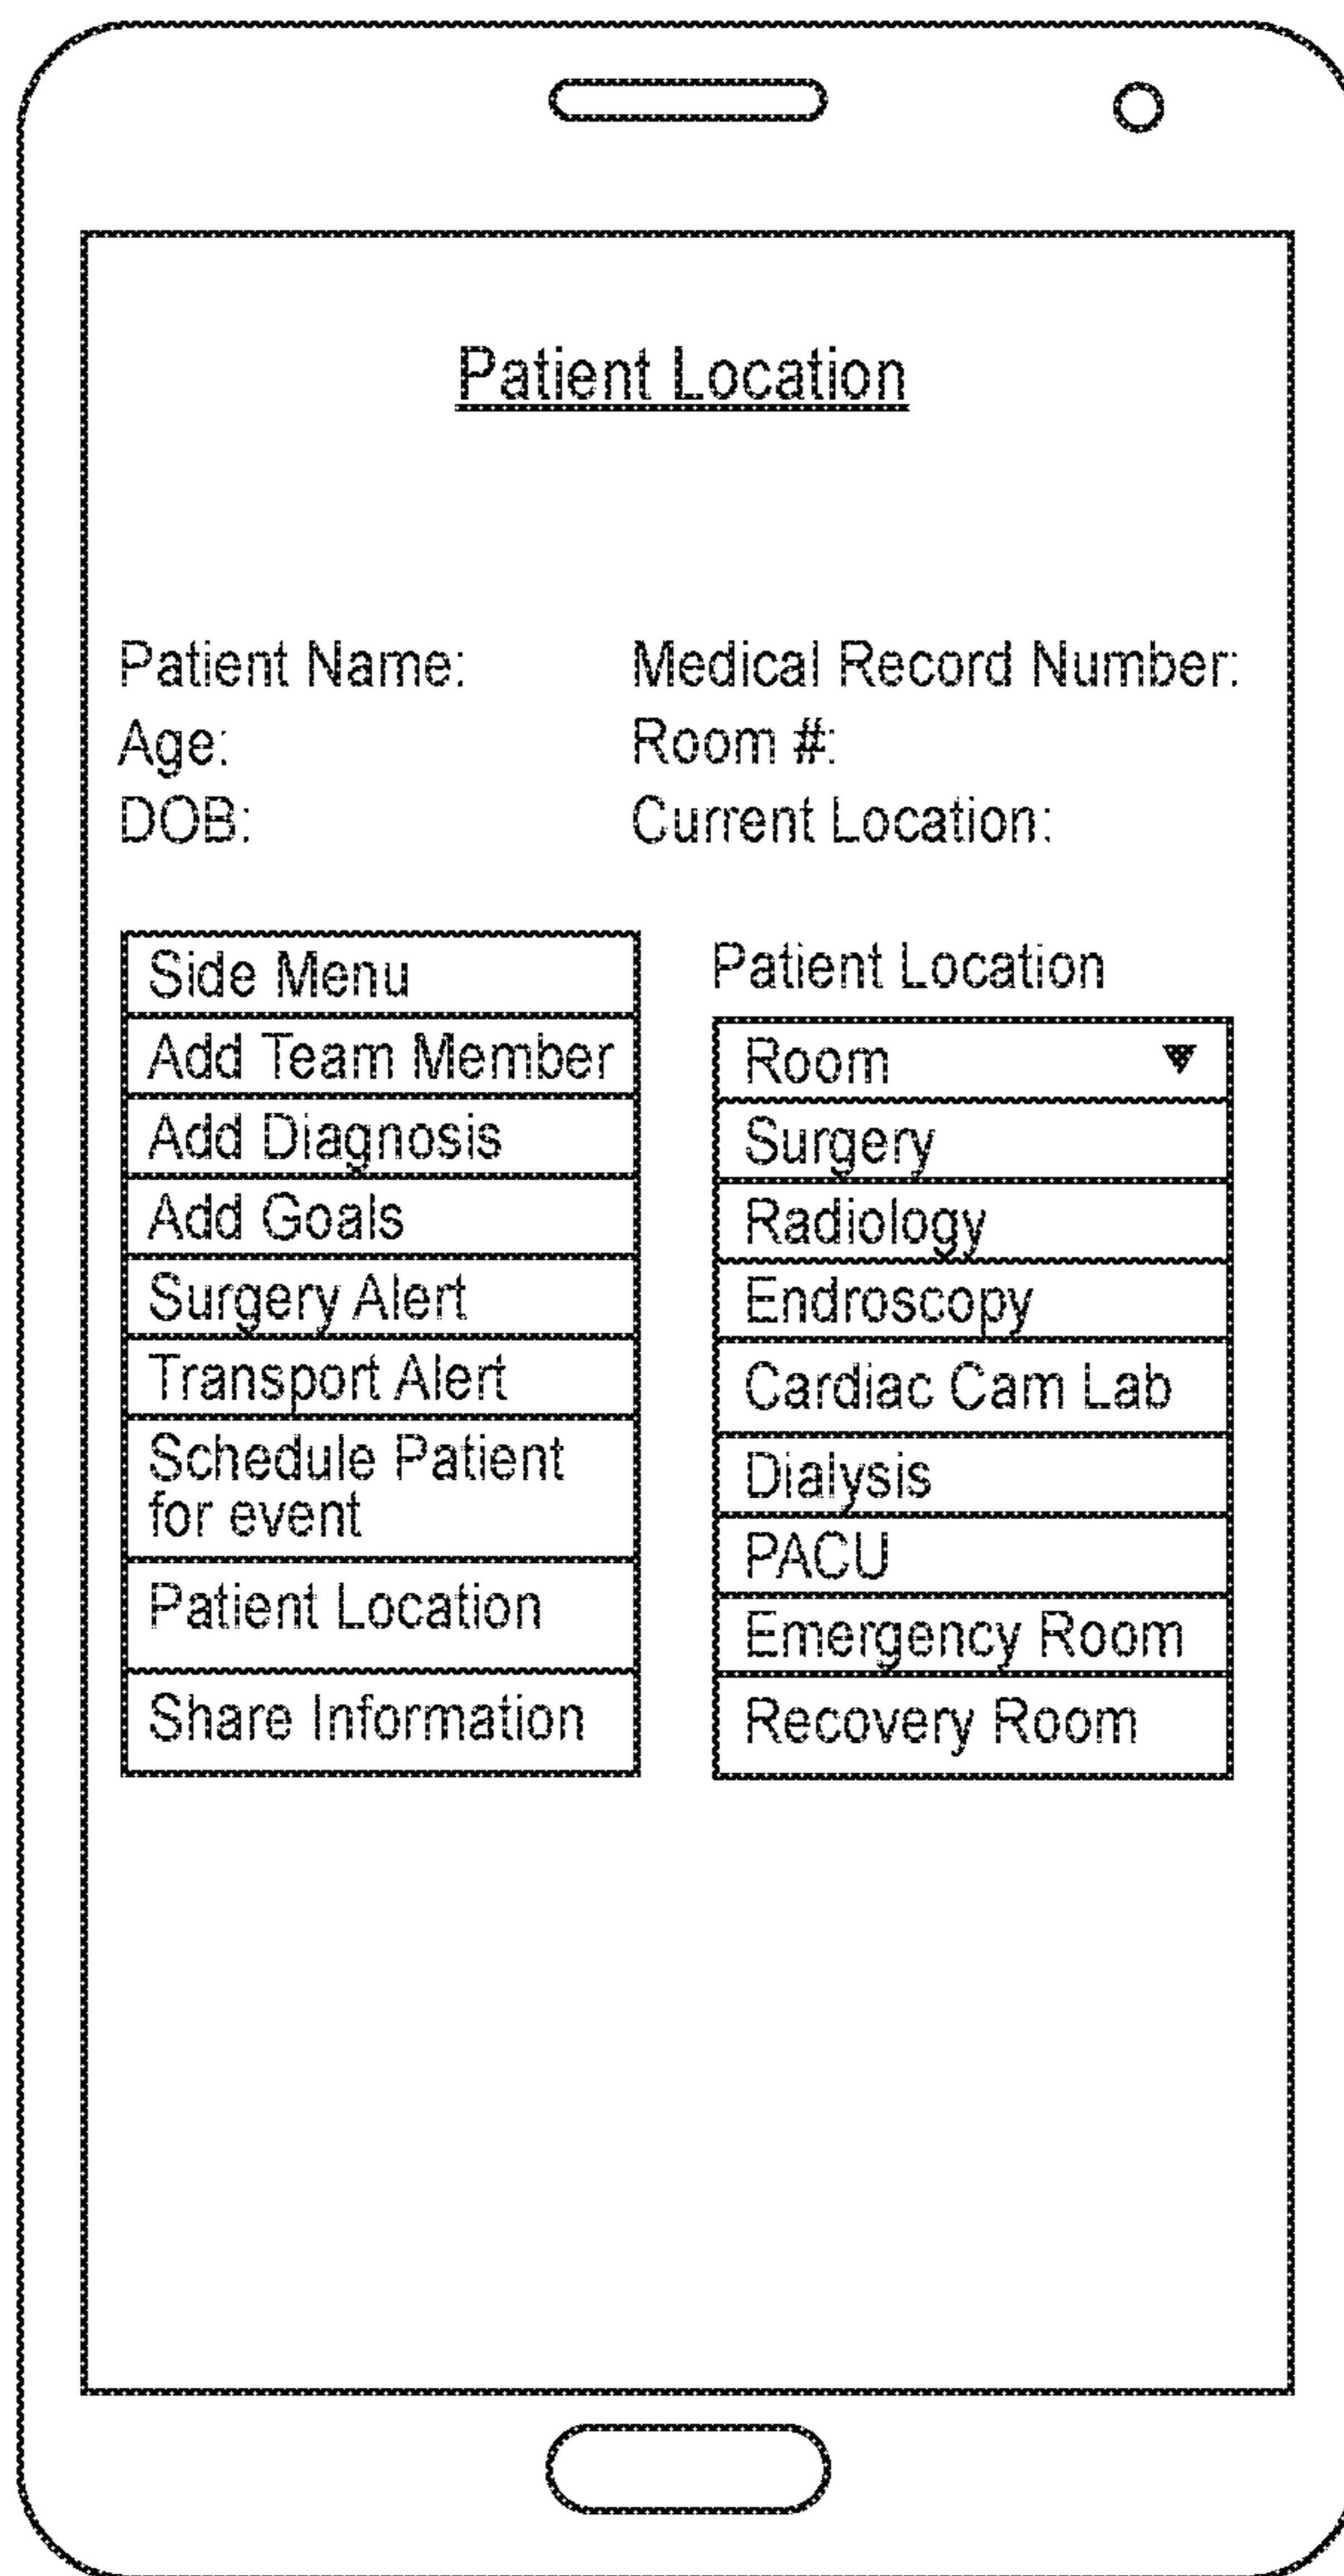 Patient Location
Patient Name:
Medical Record Number:
Age:
Room #:
DOB:
Current Location:
Side Menu
Add Team Member
Add Diagnosis
Add Goals
Surgery Alert
Transport Alert
Schedule Patient
for event
Patient Location
Share Information
Patient Location
Room
Surgery
Radiology
Endroscopy
Cardiac Cam Lab
Dialysis
PACU
Emergency Room
Recovery Room